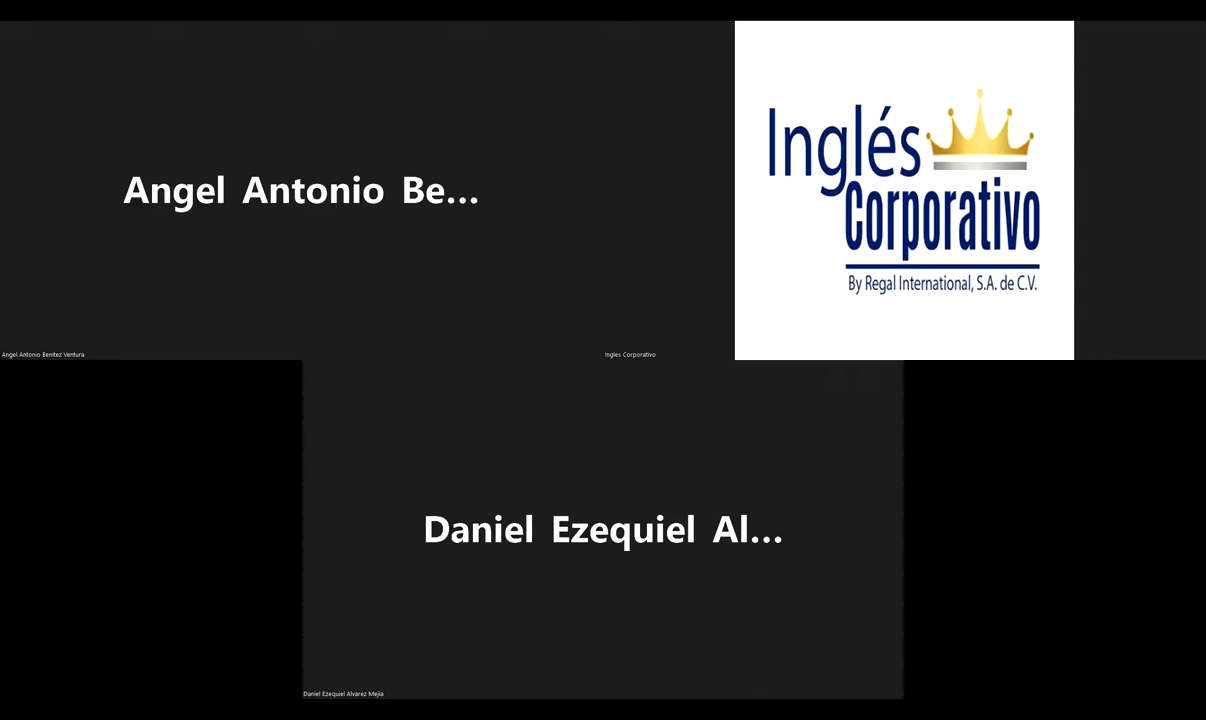 Angel Antonio Be...
Inglés
Corporativo
By Regal International, S.A. de C.V.
Angel Antonio Benitez Ventura
Ingles Corporativo
Daniel Ezequiel Al...
Daniel Ezequiel Alvarez Mejia